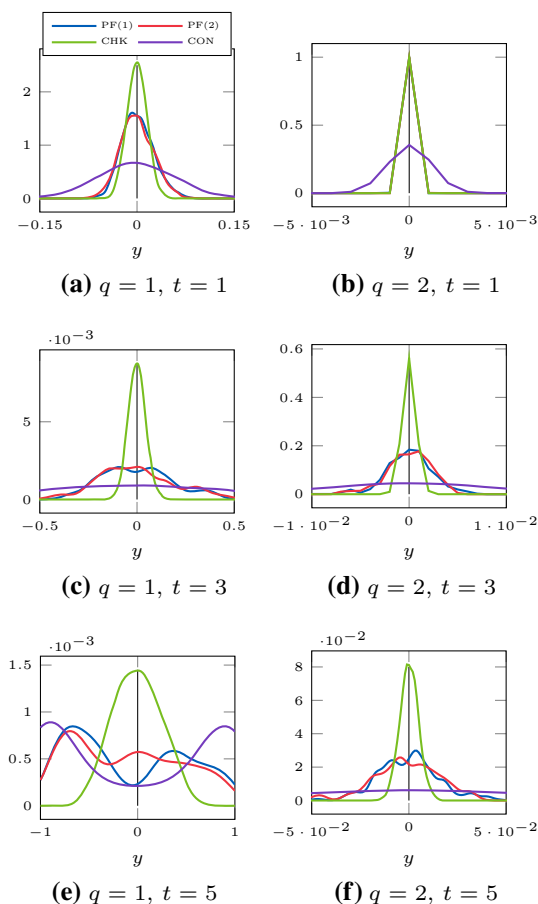 PF(1) PF(2)
CHK CON
2
1
0
−0.15 0 0.15
y
(a) q = 1, t = 1
1
0.5
0
−5 · 10−3 0 5 · 10−3
y
(b) q = 2, t = 1
·10−3
5
0
−0.5 0 0.5
y
(c) q = 1, t = 3
0.6
0.4
0.2
0
−1 · 10−2 0 1 · 10−2
y
(d) q = 2, t = 3
·10−3
1.5
1
0.5
0
−1 0 1
y
(e) q = 1, t = 5
·10−2
8
6
4
2
0
−5 · 10−2 0 5 · 10−2
y
(f) q = 2, t = 5